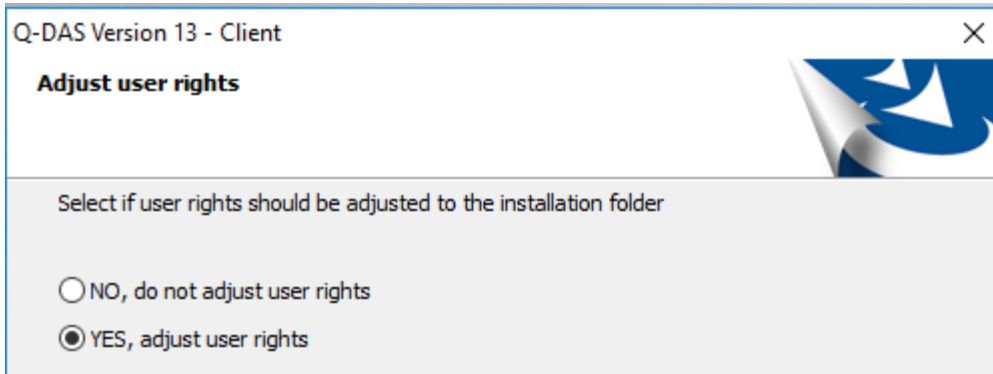 Q-DAS Version 13 - Client
Adjust user rights
Select if user rights should be adjusted to the installation folder
NO, do not adjust user rights
YES, adjust user rights